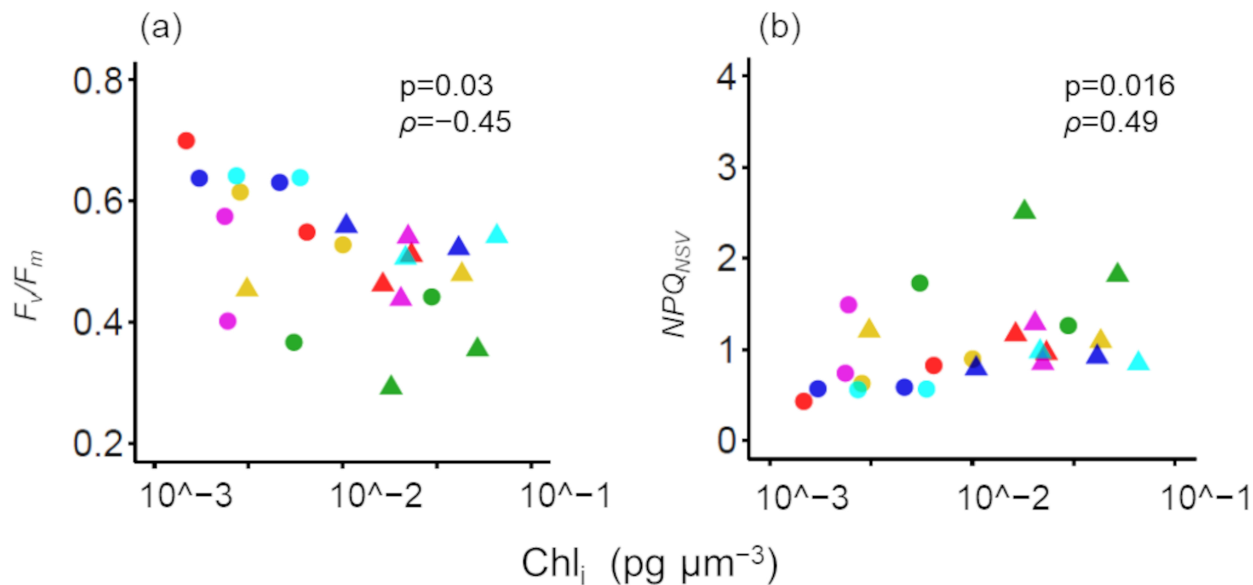 (a)
p=0.03
ρ=−0.45
0.8
0.6
0.4
0.2
Fv/Fm
10^−3 10^−2 10^−1
(b)
p=0.016
ρ=0.49
4
3
2
1
0
NPQNSV
10^−3 10^−2 10^−1
Chli (pg µm⁻³)